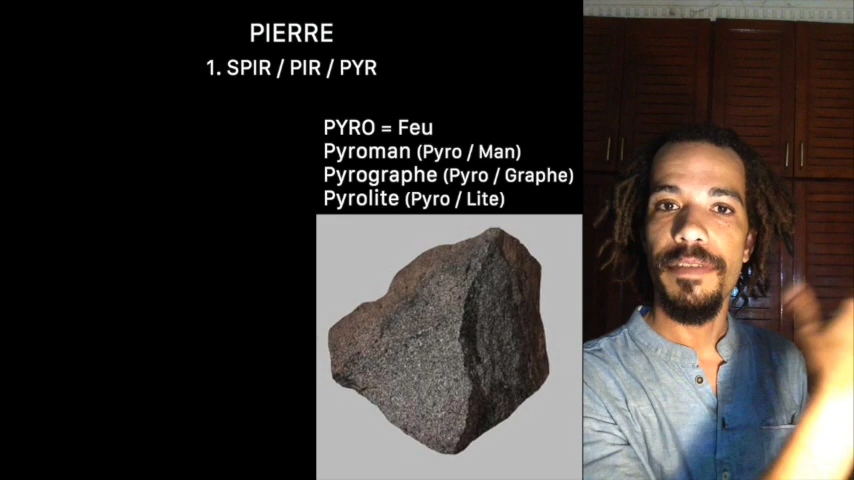 PIERRE
1. SPIR / PIR / PYR
PYRO = Feu
Pyroman (Pyro / Man)
Pyrographe (Pyro / Graphe)
Pyrolite (Pyro / Lite)